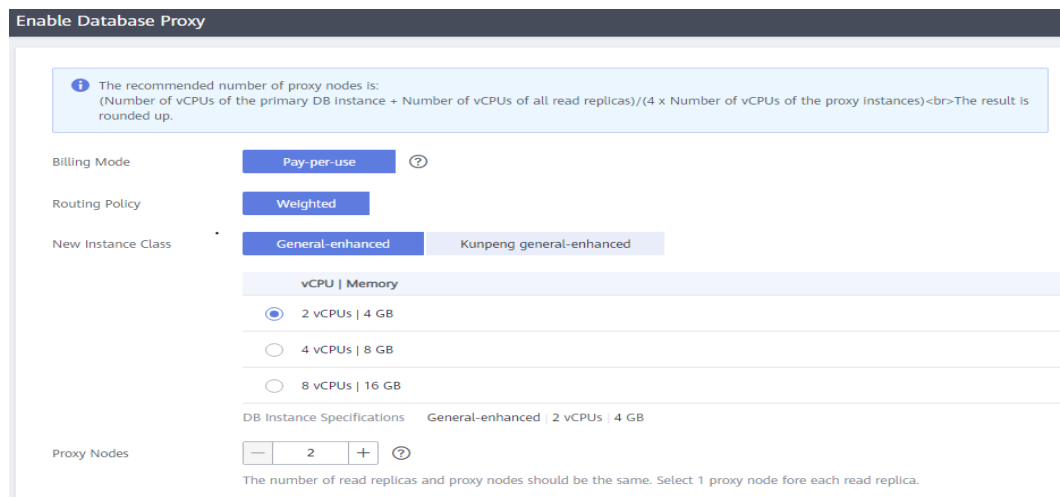 Enable Database Proxy
The recommended number of proxy nodes is:
(Number of vCPUs of the primary DB instance + Number of vCPUs of all read replicas)/(4 x Number of vCPUs of the proxy instances)<br>The result is
rounded up.
Billing Mode Pay-per-use
Routing Policy Weighted
New Instance Class General-enhanced Kunpeng general-enhanced
vCPU | Memory
2 vCPUs | 4 GB
4 vCPUs | 8 GB
8 vCPUs | 16 GB
DB Instance Specifications General-enhanced | 2 vCPUs | 4 GB
Proxy Nodes — 2 +
The number of read replicas and proxy nodes should be the same. Select 1 proxy node fore each read replica.